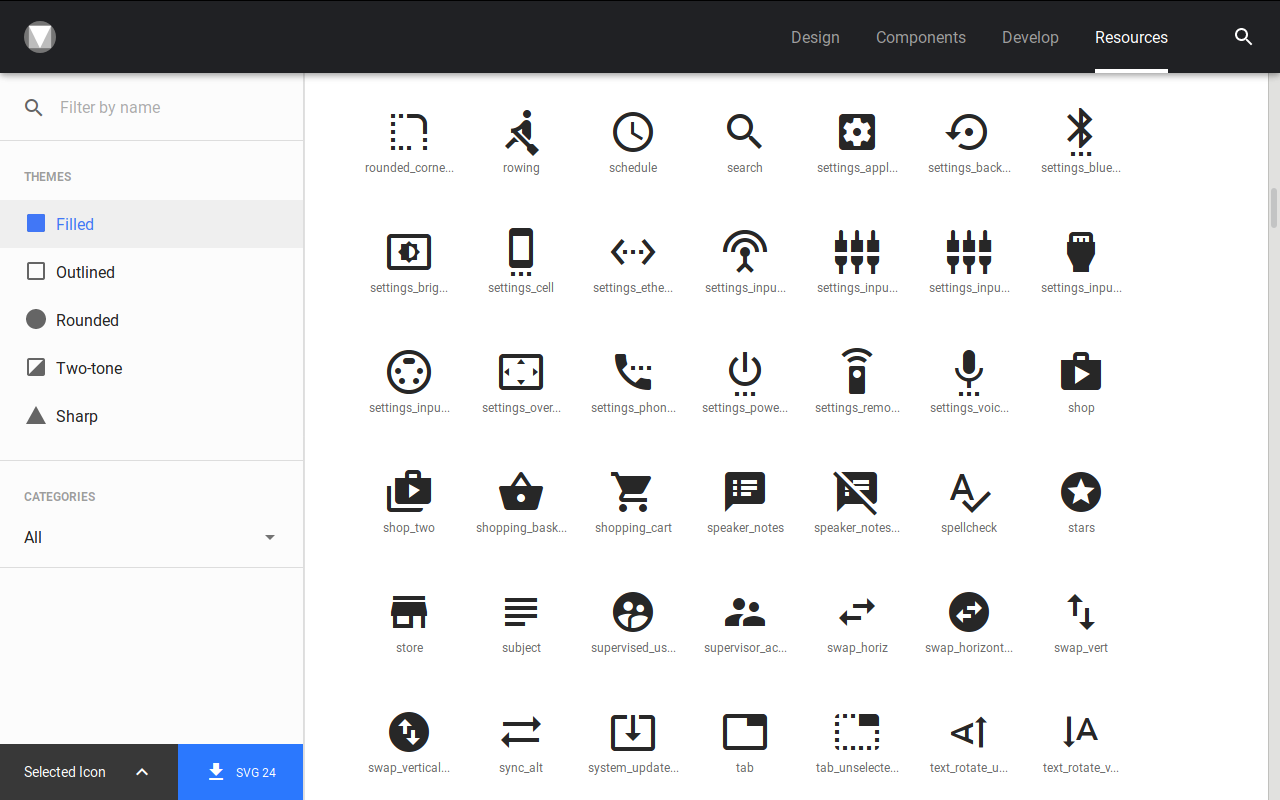 Design Components Develop Resources
Filter by name
THEMES
Filled
Outlined
Rounded
Two-tone
Sharp
CATEGORIES
All
Selected Icon
SVG 24
rounded_corne... rowing schedule search settings_appl... settings_back... settings_blue...
settings_brig... settings_cell settings_ethe... settings_inpu... settings_inpu... settings_inpu... settings_inpu...
settings_inpu... settings_over... settings_phon... settings_powe... settings_remo... settings_voic... shop
shop_two shopping_bask... shopping_cart speaker_notes speaker_notes... spellcheck stars
store subject supervised_us... supervisor_ac... swap_horiz swap_horizont... swap_vert
swap_vertical... sync_alt system_update... tab tab_unselecte... text_rotate_u... text_rotate_v...